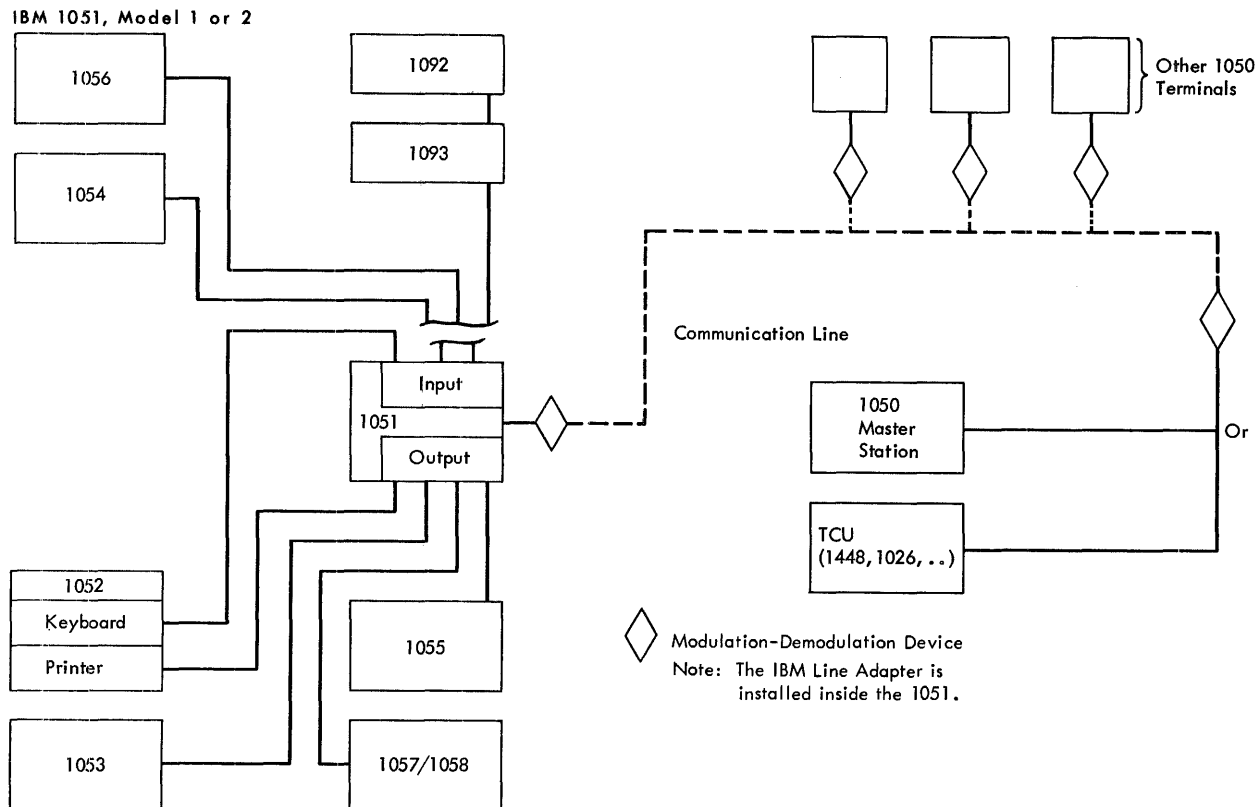 IBM 1051, Model 1 or 2
1056
1092
1093
1054
Other 1050
Terminals
Communication Line
Input
1051
Output
1050
Master
Station
Or
TCU
(1448, 1026, ..)
1052
Keyboard
Printer
1055
Modulation-Demodulation Device
Note: The IBM Line Adapter is
installed inside the 1051.
1053
1057/1058